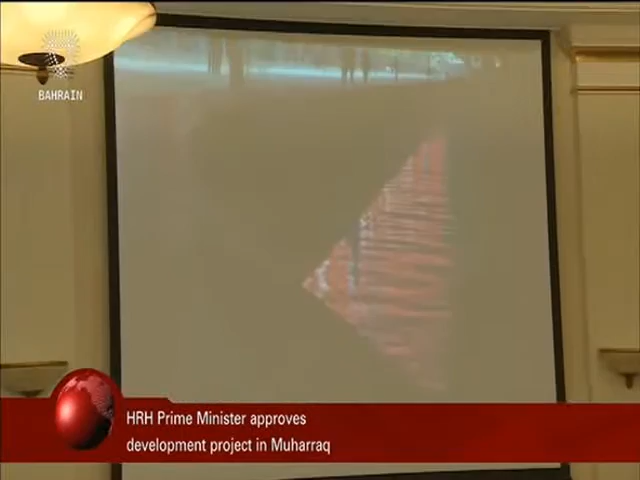 BAHRAIN
HRH Prime Minister approves
development project in Muharraq